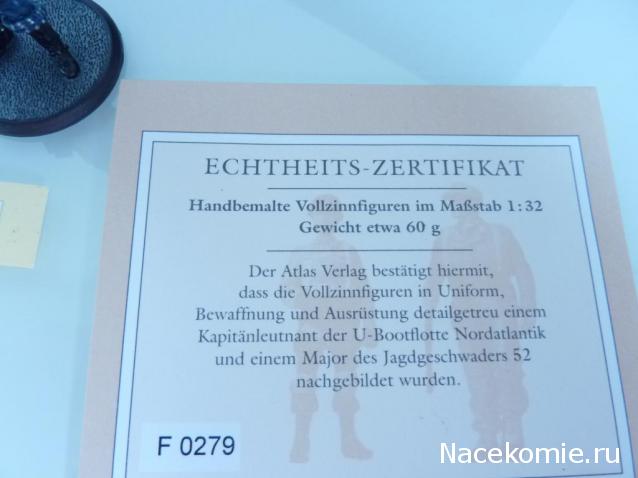 ECHTHEITS-ZERTIFIKAT
Handbemalte Vollzinnfiguren im Maßstab 1:32
Gewicht etwa 60 g
Der Atlas Verlag bestätigt hiermit,
dass die Vollzinnfiguren in Uniform,
Bewaffnung und Ausrüstung detailgetreu einem
Kapitänleutnant der U-Bootflotte Nordatlantik
und einem Major des Jagdgeschwaders 52
nachgebildet wurden.
F 0279
Nacekomie.ru